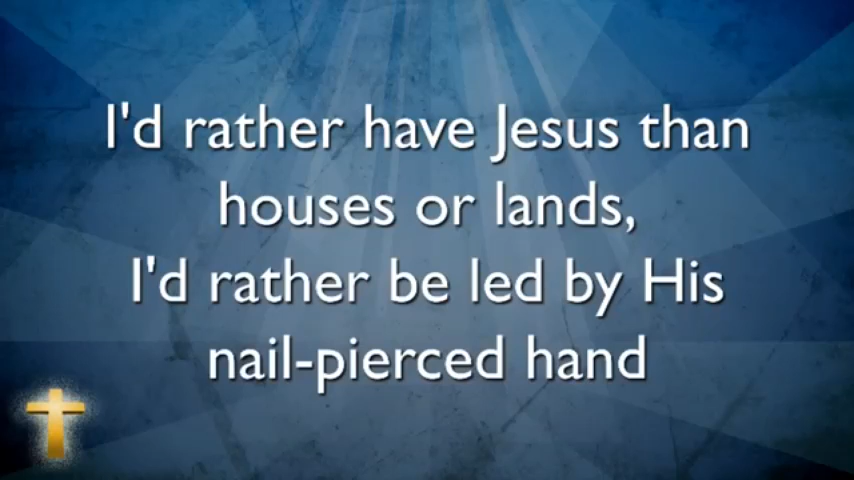 I'd rather have Jesus than
houses or lands,
I'd rather be led by His
nail-pierced hand